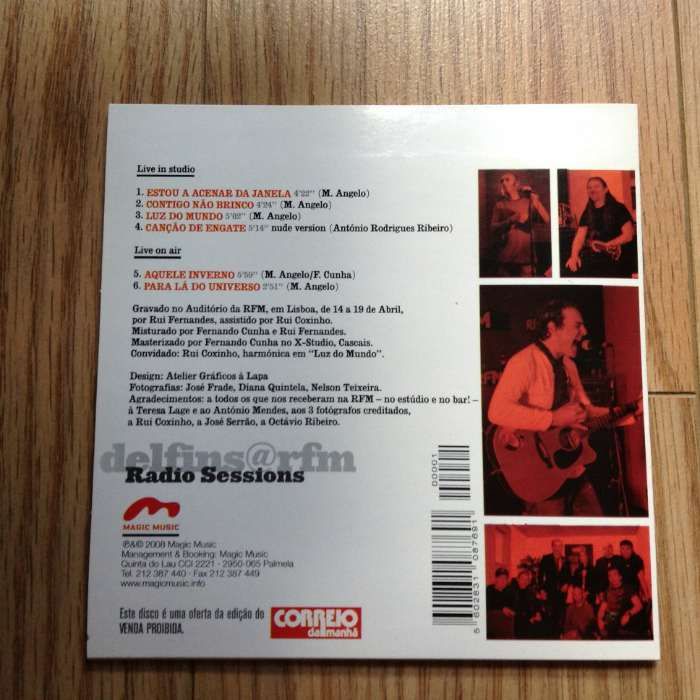 Live in studio
1. ESTOU A ACENAR DA JANELA 4'22" (M. Angelo)
2. CONTIGO NÃO BRINCO 4'24" (M. Angelo)
3. LUZ DO MUNDO 5'02" (M. Angelo)
4. CANÇÃO DE ENGATE 5'14" nude version (António Rodrigues Ribeiro)
Live on air
5. AQUELE INVERNO 5'59" (M. Angelo/F. Cunha)
6. PARA LÁ DO UNIVERSO 2'51" (M. Angelo)
Gravado no Auditório da RFM, em Lisboa, de 14 a 19 de Abril,
por Rui Fernandes, assistido por Rui Coxinho.
Misturado por Fernando Cunha e Rui Fernandes.
Masterizado por Fernando Cunha no X-Studio, Cascais.
Convidado: Rui Coxinho, harmónica em "Luz do Mundo".
Design: Atelier Gráficos à Lapa
Fotografias: José Frade, Diana Quintela, Nelson Teixeira.
Agradecimentos: a todos os que nos receberam na RFM – no estúdio e no bar! –
à Teresa Lage e ao António Mendes, aos 3 fotógrafos creditados,
a Rui Coxinho, a José Serrão, a Octávio Ribeiro.
delfins@rfm
Radio Sessions
MAGIC MUSIC
℗&© 2008 Magic Music
Management & Booking: Magic Music
Quinta do Lau CCI 2221 - 2950-065 Palmela
Tel. 212 387 440 - Fax 212 387 449
www.magicmusic.info
Este disco é uma oferta da edição do
VENDA PROIBIDA.
CORREIO
da manhã
00001
5 602831 087691